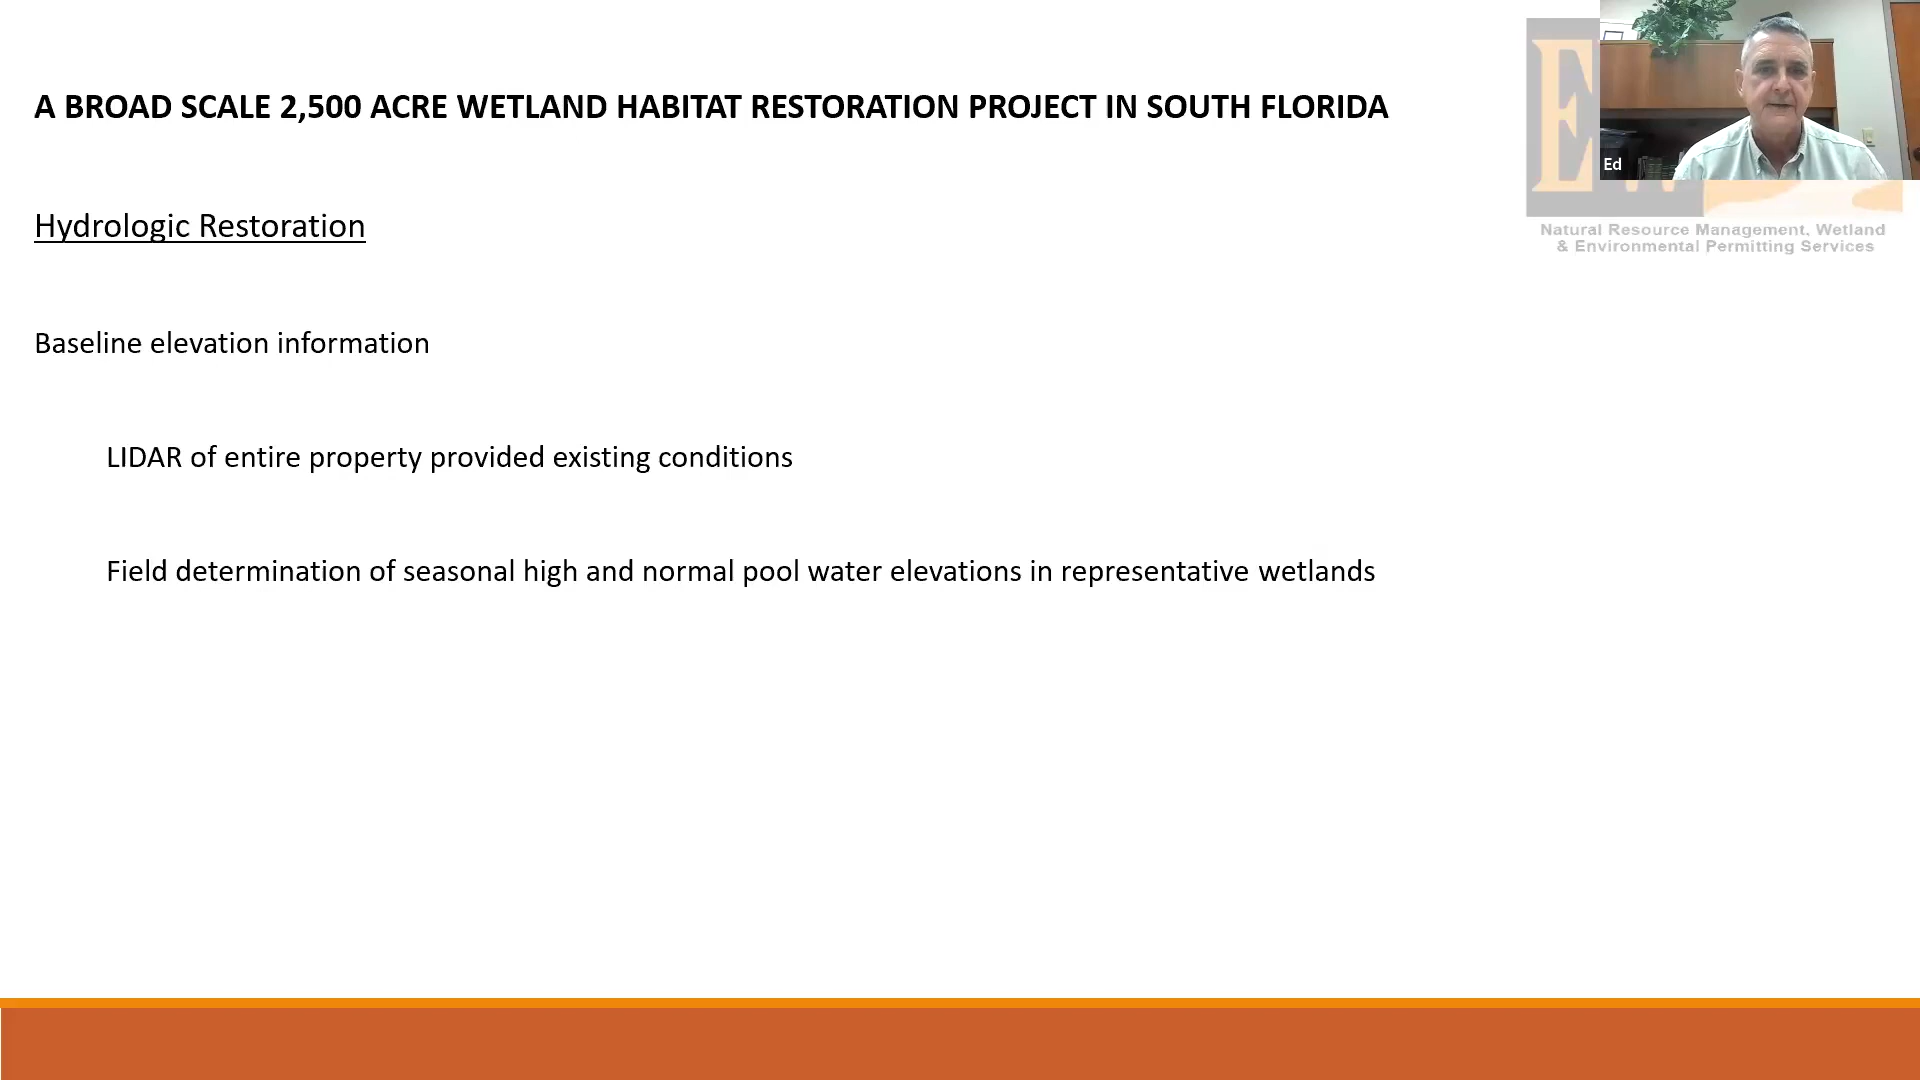 A BROAD SCALE 2,500 ACRE WETLAND HABITAT RESTORATION PROJECT IN SOUTH FLORIDA
Ed
Natural Resource Management, Wetland
& Environmental Permitting Services
Hydrologic Restoration
Baseline elevation information
LIDAR of entire property provided existing conditions
Field determination of seasonal high and normal pool water elevations in representative wetlands